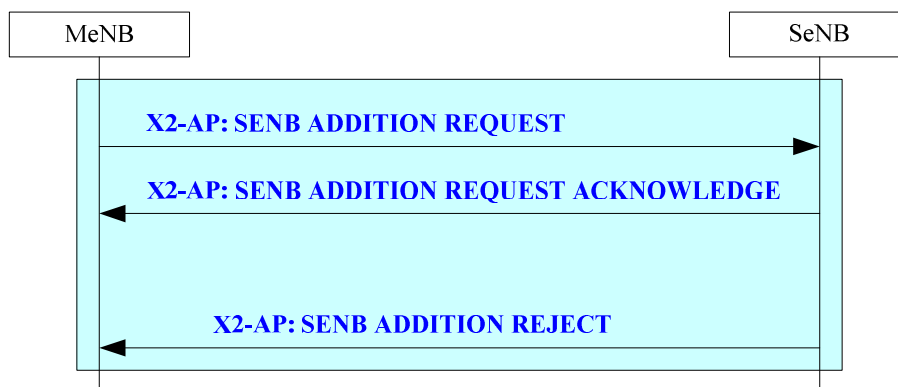 MeNB
SeNB
X2-AP: SENB ADDITION REQUEST
X2-AP: SENB ADDITION REQUEST ACKNOWLEDGE
X2-AP: SENB ADDITION REJECT